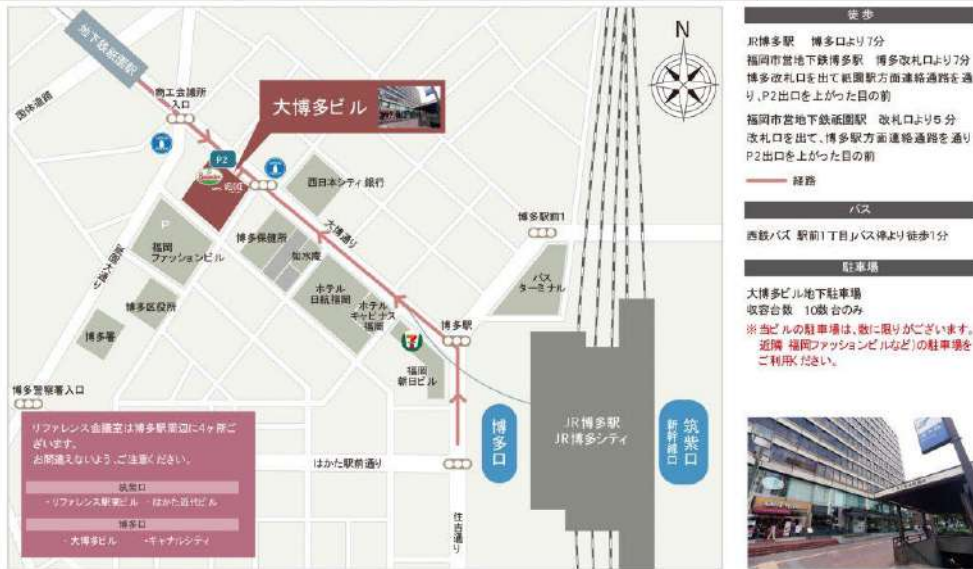 地下鉄祇園駅
国体道路
商工会議所
入口
大博多ビル
N
P2
西日本シティ銀行
博多駅前1
大博通り
博多保健所
如水庵
P
福岡
ファッションビル
祇園大通り
ホテル
日航福岡
ホテル
キャビナス
福岡
バス
ターミナル
博多区役所
博多署
博多駅
福岡
朝日ビル
博多警察署入口
博多口
JR博多駅
JR博多シティ
筑紫口
新幹線口
はかた駅前通り
住吉通り
リファレンス会議室は博多駅周辺に4ヶ所ご
ざいます。
お間違えないよう、ご注意ください。
筑紫口
・リファレンス駅東ビル ・はかた近代ビル
博多口
・大博多ビル ・キャナルシティ
徒歩
JR博多駅 博多口より7分
福岡市営地下鉄博多駅 博多改札口より7分
博多改札口を出て祇園駅方面連絡通路を通
り、P2出口を上がった目の前
福岡市営地下鉄祇園駅 改札口より5分
改札口を出て、博多駅方面連絡通路を通り
P2出口を上がった目の前
経路
バス
西鉄バス 駅前1丁目」バス停より徒歩1分
駐車場
大博多ビル地下駐車場
収容台数 10数台のみ
※当ビルの駐車場は、数に限りがございます。
近隣 福岡ファッションビルなど)の駐車場を
ご利用ください。